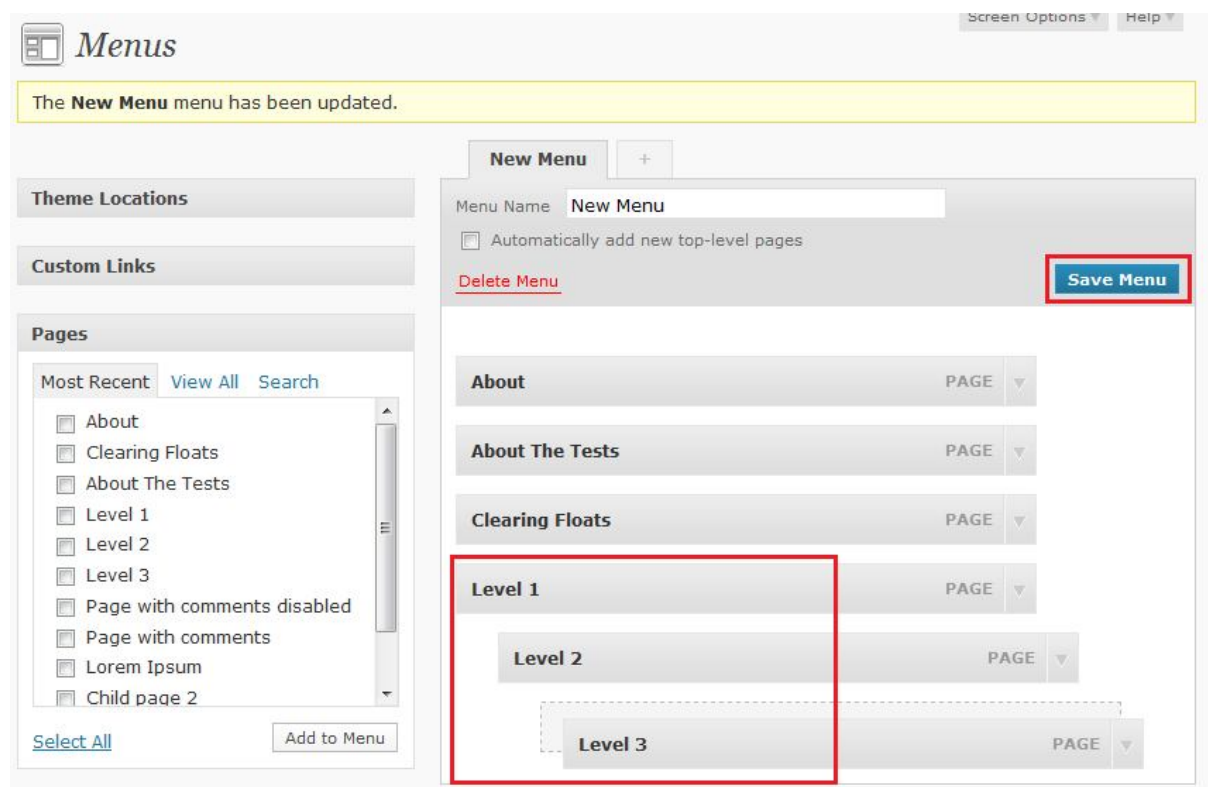 Screen Options
Help
Menus
The New Menu menu has been updated.
New Menu
+
Theme Locations
Custom Links
Pages
Most Recent View All Search
About
Clearing Floats
About The Tests
Level 1
Level 2
Level 3
Page with comments disabled
Page with comments
Lorem Ipsum
Child page 2
Select All
Add to Menu
Menu Name New Menu
Automatically add new top-level pages
Delete Menu
Save Menu
About PAGE
About The Tests PAGE
Clearing Floats PAGE
Level 1 PAGE
Level 2 PAGE
Level 3 PAGE